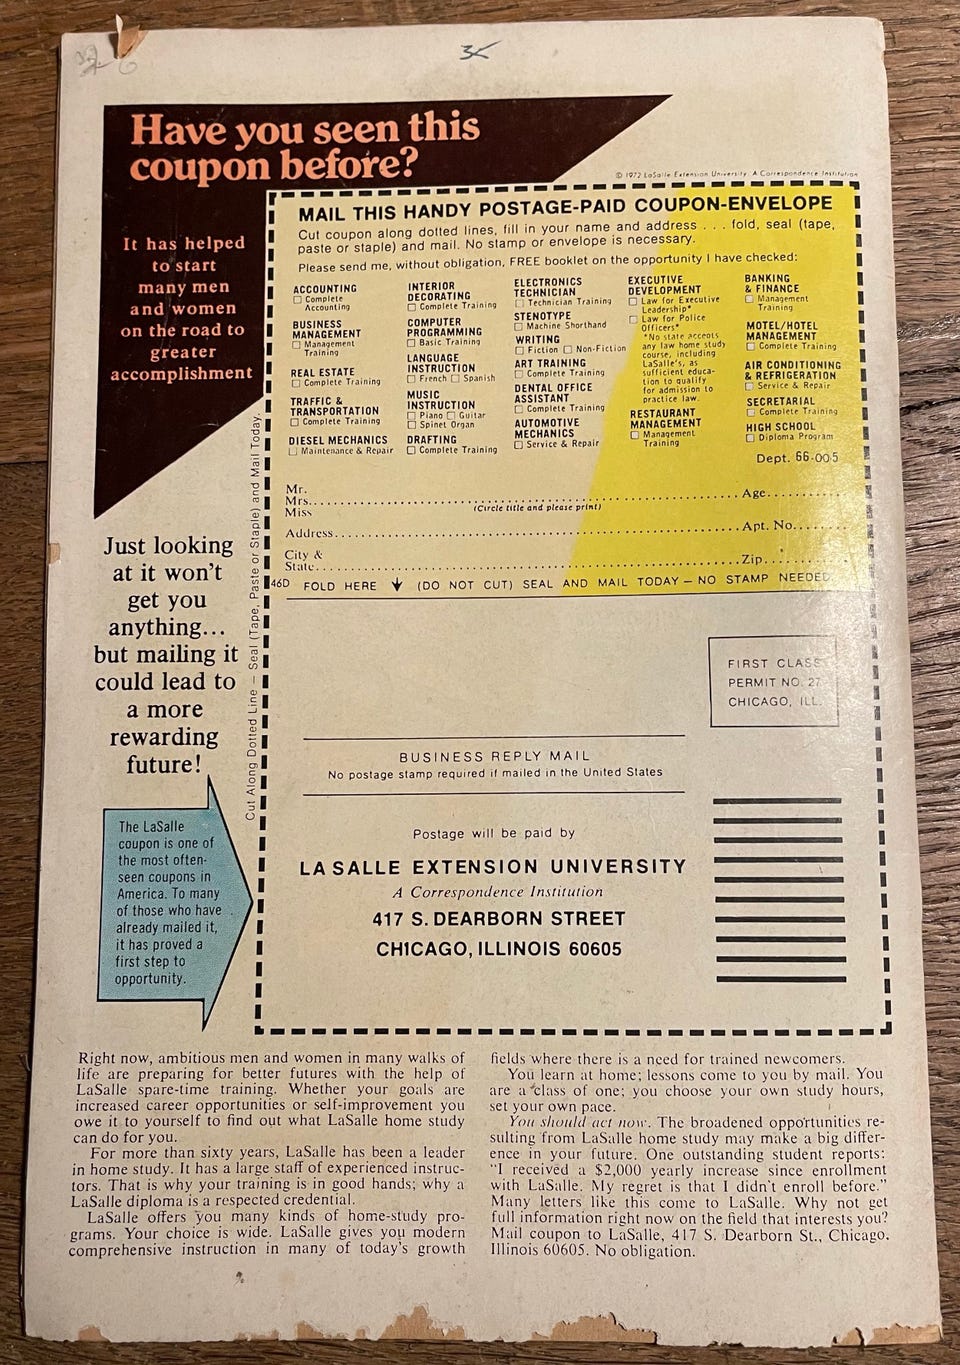 35
Have you seen this
coupon before?
© 1972 LaSalle Extension University. A Correspondence Institution
It has helped
to start
many men
and women
on the road to
greater
accomplishment
MAIL THIS HANDY POSTAGE-PAID COUPON-ENVELOPE
Cut coupon along dotted lines, fill in your name and address . . . fold, seal (tape,
paste or staple) and mail. No stamp or envelope is necessary.
Please send me, without obligation, FREE booklet on the opportunity I have checked:
ACCOUNTING
☐ Complete
Accounting
BUSINESS
MANAGEMENT
☐ Management
Training
REAL ESTATE
☐ Complete Training
TRAFFIC &
TRANSPORTATION
☐ Complete Training
DIESEL MECHANICS
☐ Maintenance & Repair
INTERIOR
DECORATING
☐ Complete Training
COMPUTER
PROGRAMMING
☐ Basic Training
LANGUAGE
INSTRUCTION
☐ French ☐ Spanish
MUSIC
INSTRUCTION
☐ Piano ☐ Guitar
☐ Spinet Organ
DRAFTING
☐ Complete Training
ELECTRONICS
TECHNICIAN
☐ Technician Training
STENOTYPE
☐ Machine Shorthand
WRITING
☐ Fiction ☐ Non-Fiction
ART TRAINING
☐ Complete Training
DENTAL OFFICE
ASSISTANT
☐ Complete Training
AUTOMOTIVE
MECHANICS
☐ Service & Repair
EXECUTIVE
DEVELOPMENT
☐ Law for Executive
Leadership*
☐ Law for Police
Officers*
*No state accepts
any law home study
course, including
LaSalle's, as
sufficient educa-
tion to qualify
for admission to
practice law.
RESTAURANT
MANAGEMENT
☐ Management
Training
BANKING
& FINANCE
☐ Management
Training
MOTEL/HOTEL
MANAGEMENT
☐ Complete Training
AIR CONDITIONING
& REFRIGERATION
☐ Service & Repair
SECRETARIAL
☐ Complete Training
HIGH SCHOOL
☐ Diploma Program
Dept. 66-005
Mr.
Mrs. Age
Miss
(Circle title and please print)
Address Apt. No.
City &
State Zip
46D FOLD HERE (DO NOT CUT) SEAL AND MAIL TODAY — NO STAMP NEEDED
Cut Along Dotted Line — Seal (Tape, Paste or Staple) and Mail Today.
Just looking
at it won't
get you
anything...
but mailing it
could lead to
a more
rewarding
future!
FIRST CLASS
PERMIT NO. 27
CHICAGO, ILL.
BUSINESS REPLY MAIL
No postage stamp required if mailed in the United States
Postage will be paid by
LA SALLE EXTENSION UNIVERSITY
A Correspondence Institution
417 S. DEARBORN STREET
CHICAGO, ILLINOIS 60605
The LaSalle
coupon is one of
the most often-
seen coupons in
America. To many
of those who have
already mailed it,
it has proved a
first step to
opportunity.
Right now, ambitious men and women in many walks of
life are preparing for better futures with the help of
LaSalle spare-time training. Whether your goals are
increased career opportunities or self-improvement you
owe it to yourself to find out what LaSalle home study
can do for you.
For more than sixty years, LaSalle has been a leader
in home study. It has a large staff of experienced instruc-
tors. That is why your training is in good hands; why a
LaSalle diploma is a respected credential.
LaSalle offers you many kinds of home-study pro-
grams. Your choice is wide. LaSalle gives you modern
comprehensive instruction in many of today's growth
fields where there is a need for trained newcomers.
You learn at home; lessons come to you by mail. You
are a class of one; you choose your own study hours,
set your own pace.
You should act now. The broadened opportunities re-
sulting from LaSalle home study may make a big differ-
ence in your future. One outstanding student reports:
"I received a $2,000 yearly increase since enrollment
with LaSalle. My regret is that I didn't enroll before."
Many letters like this come to LaSalle. Why not get
full information right now on the field that interests you?
Mail coupon to LaSalle, 417 S. Dearborn St., Chicago,
Illinois 60605. No obligation.